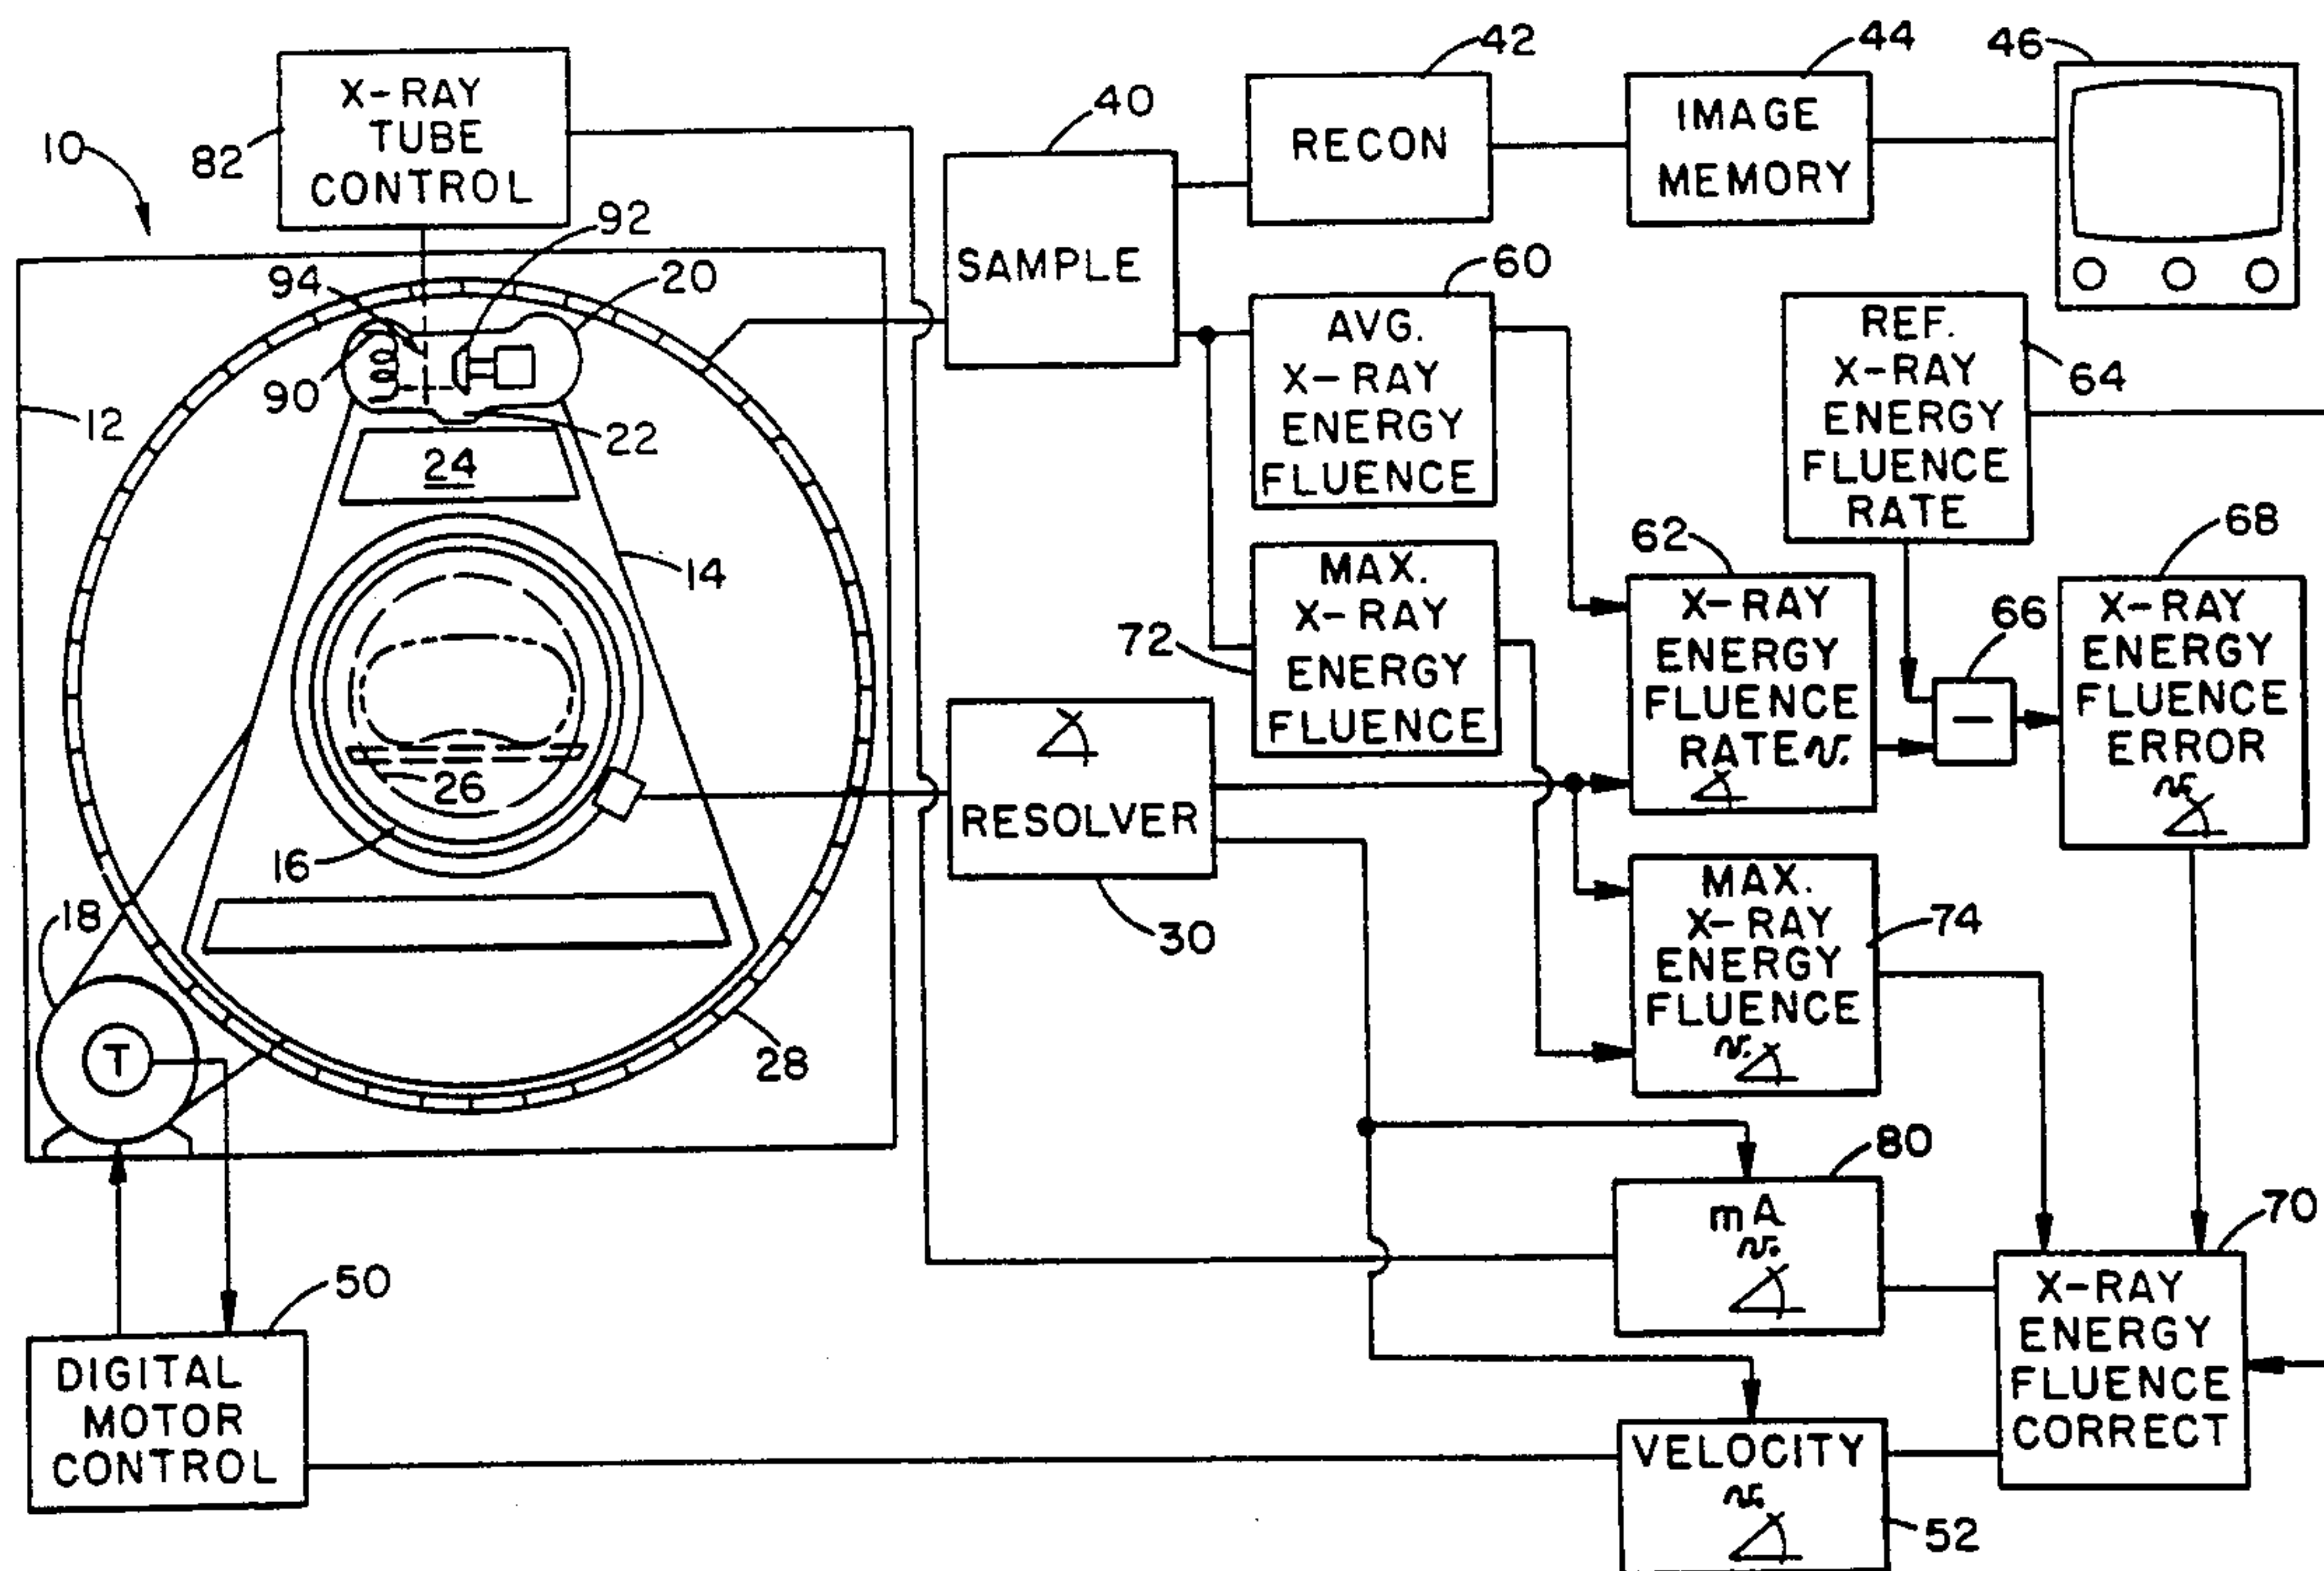 10
82
X-RAY
TUBE
CONTROL
92
94
20
90
12
22
24
14
26
16
18
T
28
50
DIGITAL
MOTOR
CONTROL
40
SAMPLE
42
RECON
44
IMAGE
MEMORY
46
60
AVG.
X-RAY
ENERGY
FLUENCE
REF.
X-RAY
ENERGY
FLUENCE
RATE
64
72
MAX.
X-RAY
ENERGY
FLUENCE
62
X-RAY
ENERGY
FLUENCE
RATE v.
66
68
X-RAY
ENERGY
FLUENCE
ERROR
v.
RESOLVER
30
MAX.
X-RAY
ENERGY
FLUENCE
v.
74
80
mA
v.
70
X-RAY
ENERGY
FLUENCE
CORRECT
VELOCITY
v.
52